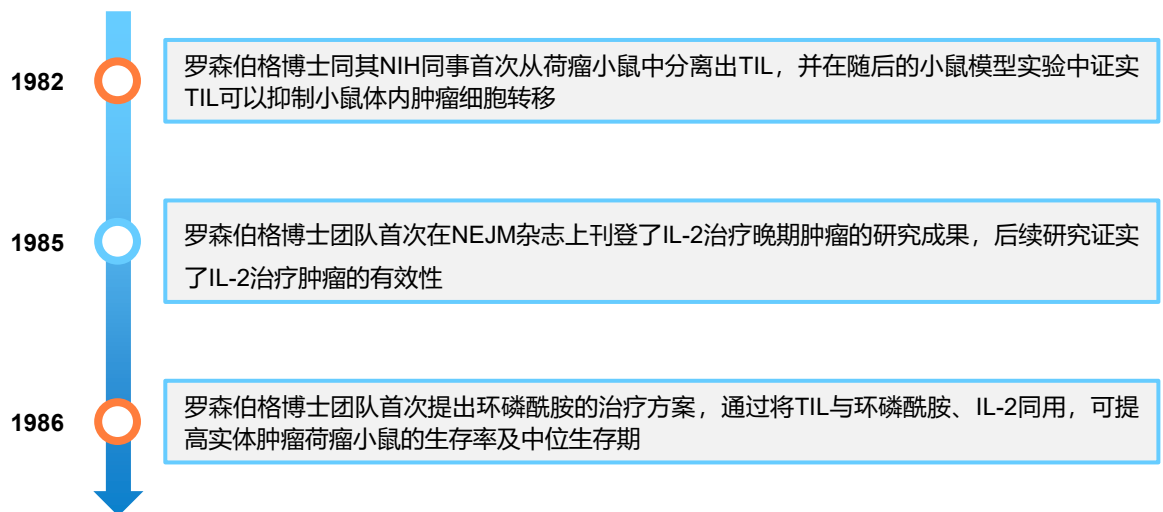 1982
罗森伯格博士同其NIH同事首次从荷瘤小鼠中分离出TIL，并在随后的小鼠模型实验中证实
TIL可以抑制小鼠体内肿瘤细胞转移
1985
罗森伯格博士团队首次在NEJM杂志上刊登了IL-2治疗晚期肿瘤的研究成果，后续研究证实
了IL-2治疗肿瘤的有效性
1986
罗森伯格博士团队首次提出环磷酰胺的治疗方案，通过将TIL与环磷酰胺、IL-2同用，可提
高实体肿瘤荷瘤小鼠的生存率及中位生存期